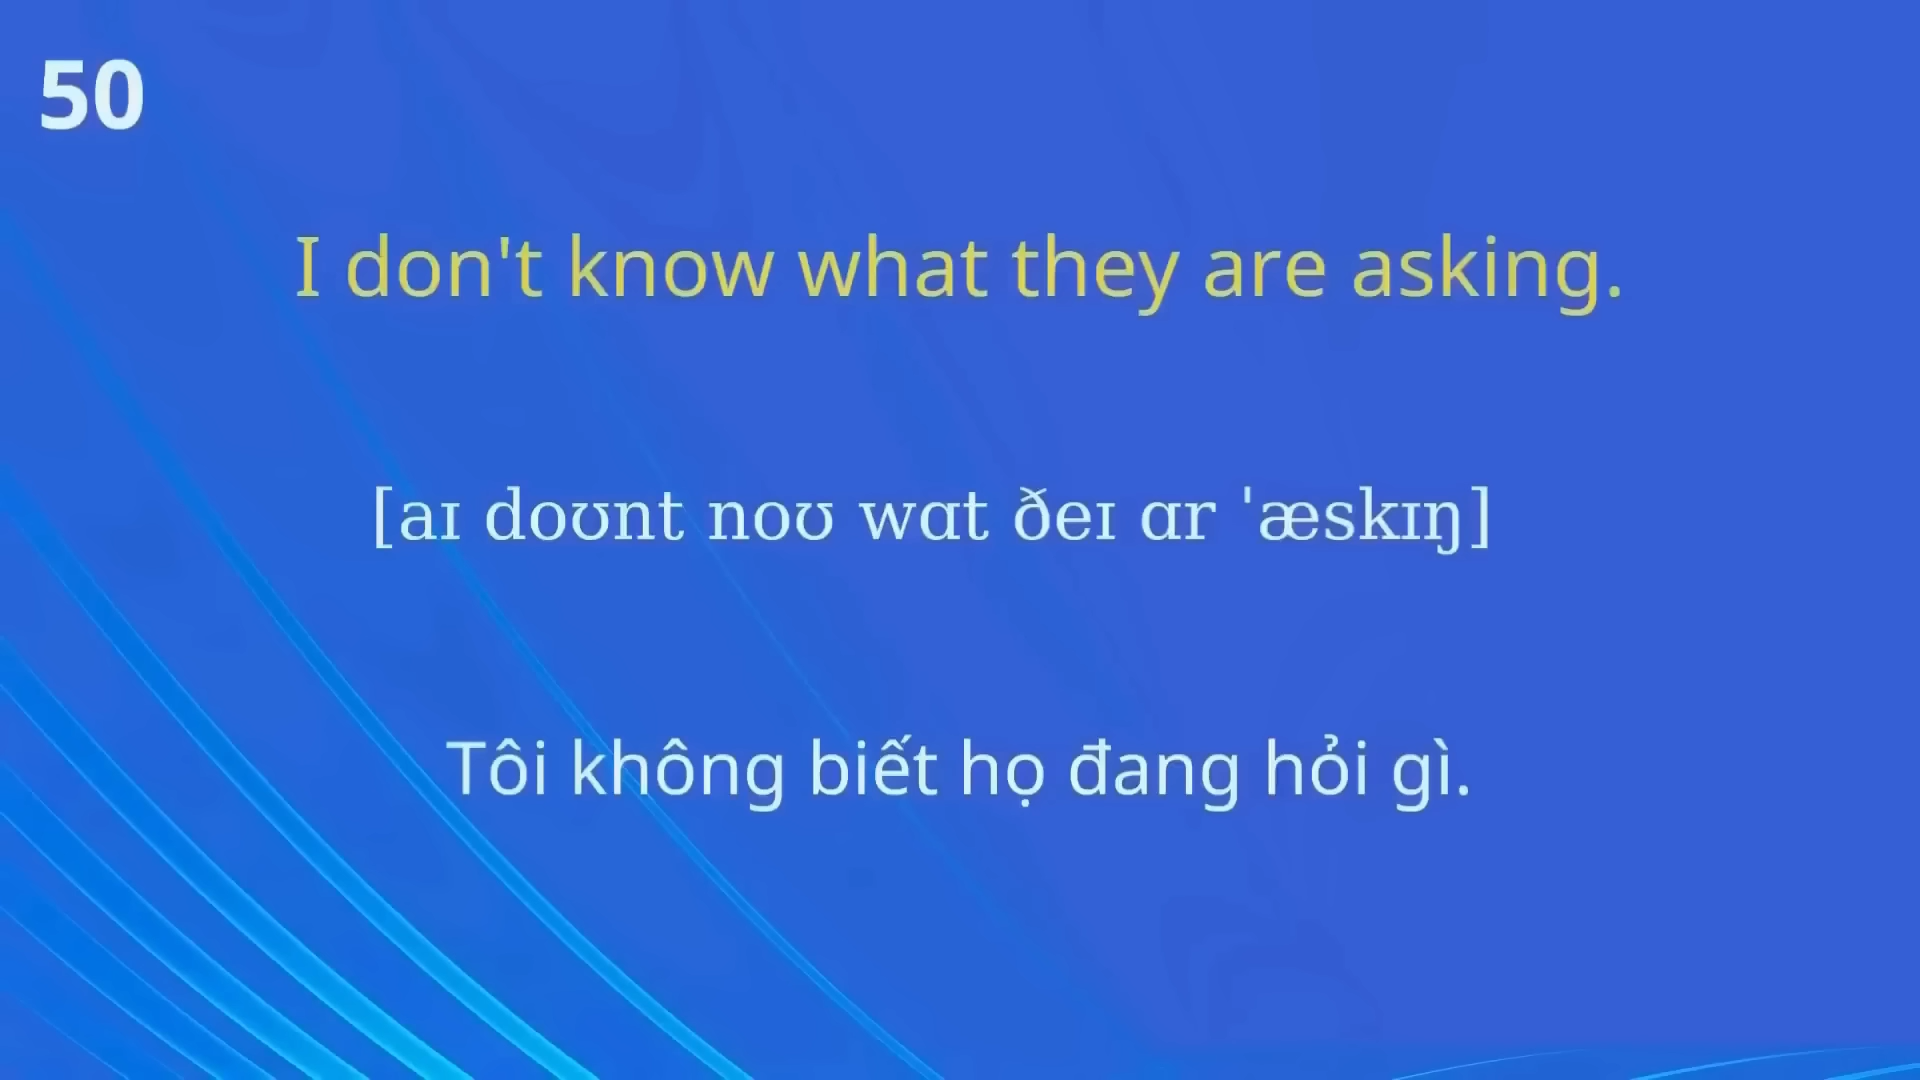 50
I don't know what they are asking.
[aɪ doʊnt noʊ wɑt ðeɪ ɑr ˈæskɪŋ]
Tôi không biết họ đang hỏi gì.